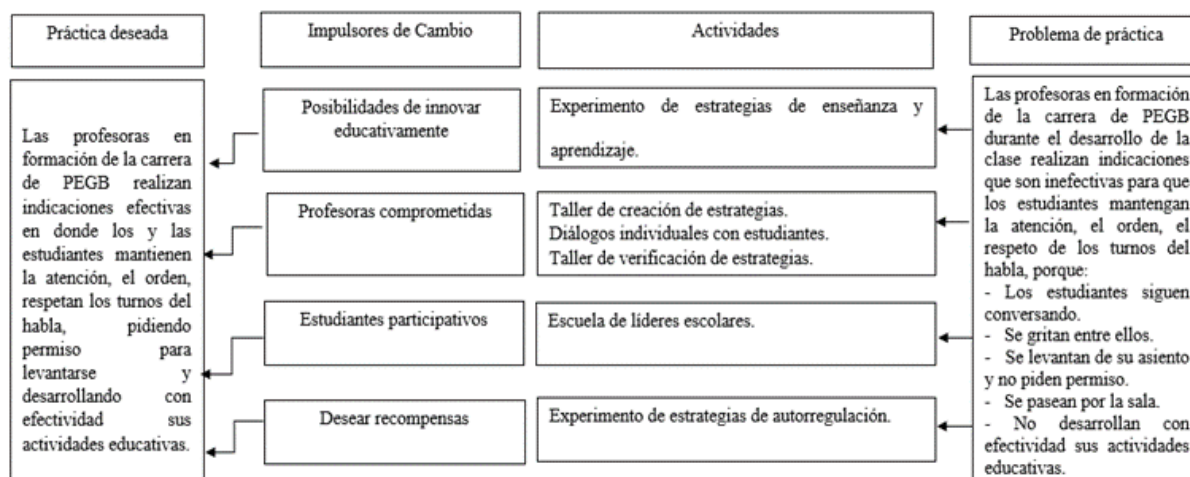 Práctica deseada
Impulsores de Cambio
Actividades
Problema de práctica
Las profesoras en
formación de la carrera
de PEGB realizan
indicaciones efectivas
en donde los y las
estudiantes mantienen
la atención, el orden,
respetan los turnos del
habla, pidiendo
permiso para
levantarse y
desarrollando con
efectividad sus
actividades educativas.
Posibilidades de innovar
educativamente
Profesoras comprometidas
Estudiantes participativos
Desear recompensas
Experimento de estrategias de enseñanza y
aprendizaje.
Taller de creación de estrategias.
Diálogos individuales con estudiantes.
Taller de verificación de estrategias.
Escuela de líderes escolares.
Experimento de estrategias de autorregulación.
Las profesoras en formación
de la carrera de PEGB
durante el desarrollo de la
clase realizan indicaciones
que son inefectivas para que
los estudiantes mantengan
la atención, el orden, el
respeto de los turnos del
habla, porque:
- Los estudiantes siguen
conversando.
- Se gritan entre ellos.
- Se levantan de su asiento
y no piden permiso.
- Se pasean por la sala.
- No desarrollan con
efectividad sus actividades
educativas.